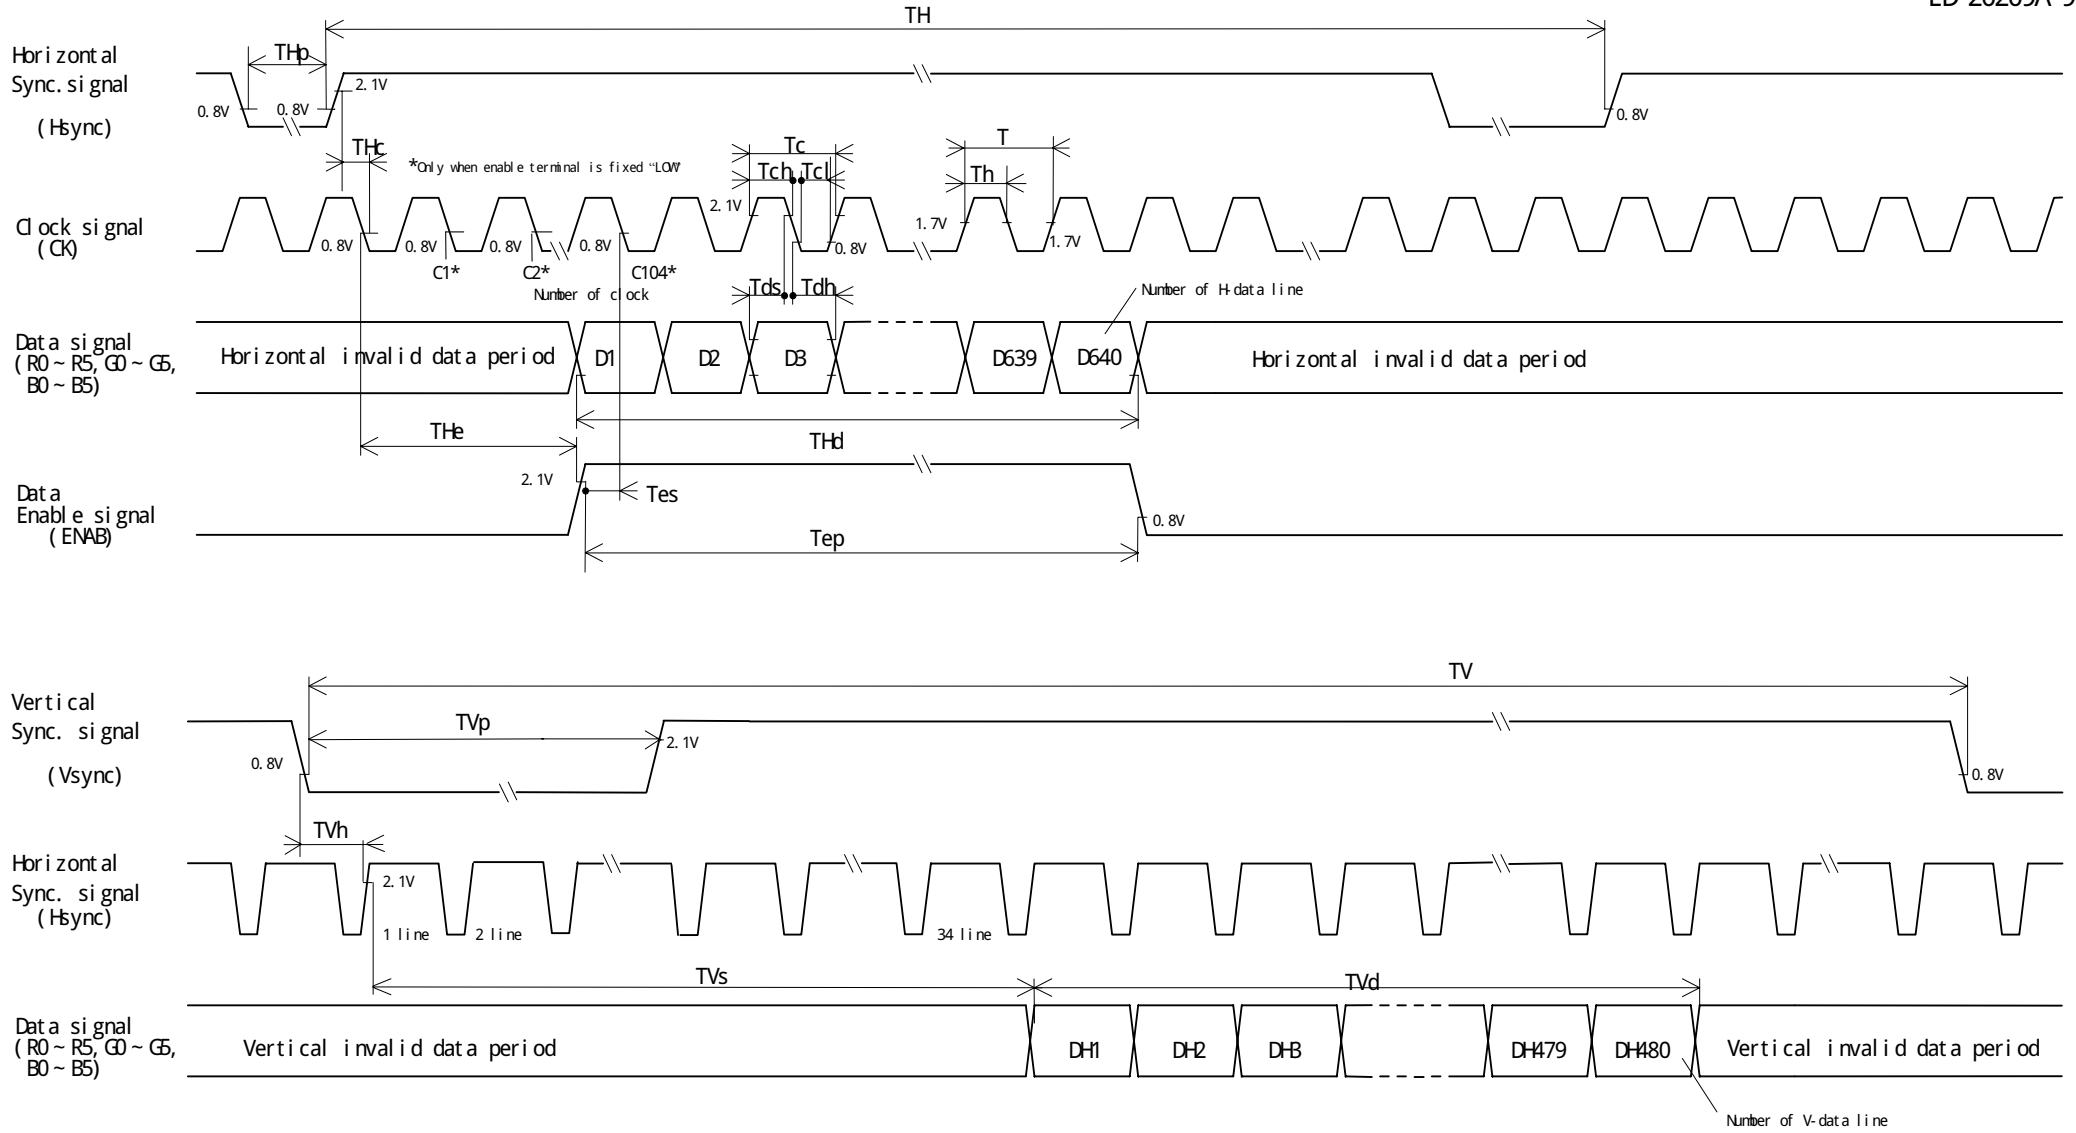 TH
Horizontal
THp
Sync.signal
2.1V
0.8V
0.8V
0.8V
(Hsync)
THc
*Only when enable terminal is fixed “LOW”
Tc
T
Tch
Tcl
Th
2.1V
1.7V
Clock signal
(CK)
0.8V
0.8V
0.8V
0.8V
0.8V
1.7V
C1*
C2*
C104*
Number of clock
Tds
Tdh
Number of H-data line
Data signal
(R0~R5,G0~G5,
B0~B5)
Horizontal invalid data period
D1
D2
D3
D639
D640
Horizontal invalid data period
THe
THd
2.1V
Tes
Data
Enable signal
(ENAB)
0.8V
Tep
TV
Vertical
Sync. signal
TVp
2.1V
0.8V
(Vsync)
0.8V
TVh
Horizontal
Sync. signal
(Hsync)
2.1V
1 line
2 line
34 line
TVs
TVd
Data signal
(R0~R5,G0~G5,
B0~B5)
Vertical invalid data period
DH1
DH2
DH3
DH479
DH480
Vertical invalid data period
Number of V-data line